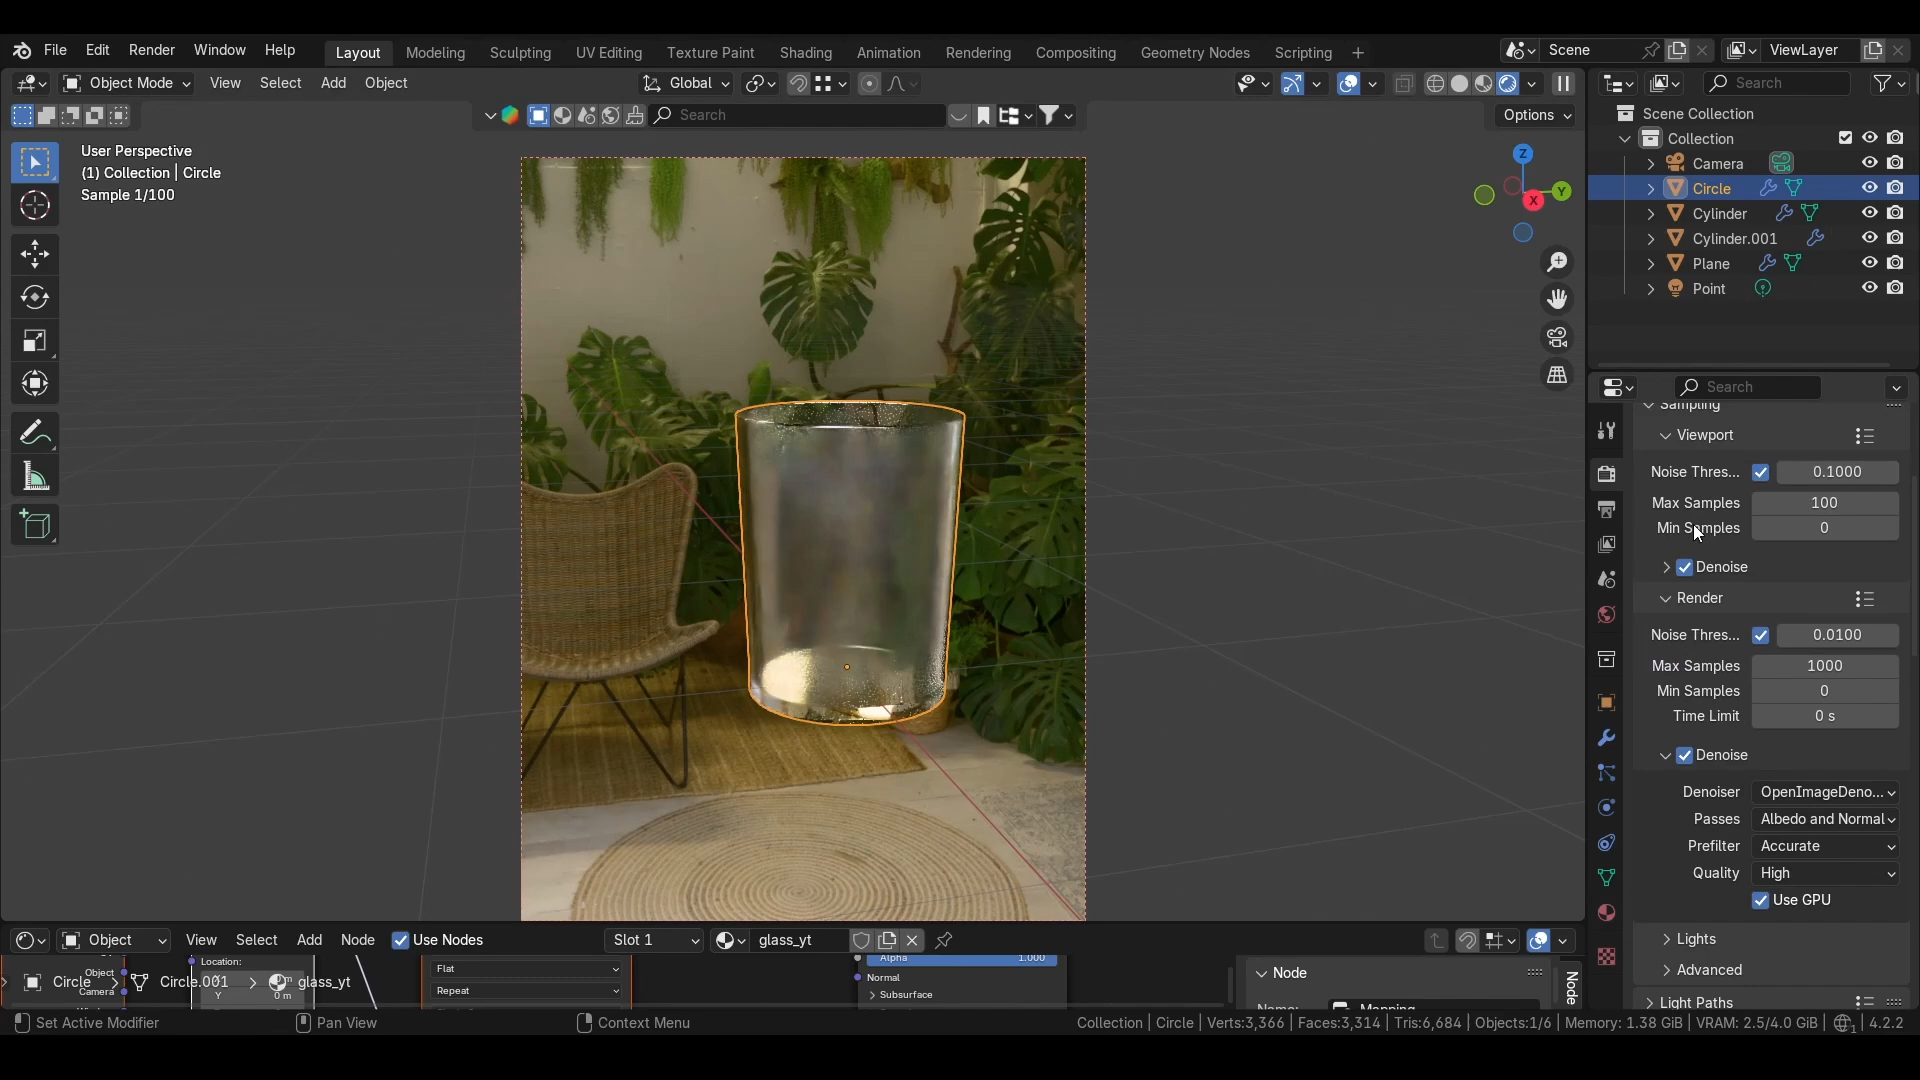 File Edit Render Window Help
Layout Modeling Sculpting UV Editing Texture Paint Shading Animation Rendering Compositing Geometry Nodes Scripting
Scene ViewLayer
Object Mode View Select Add Object
Global
Search
Search
Options
User Perspective
(1) Collection | Circle
Sample 1/100
Z
Y
X
Scene Collection
Collection
Camera
Circle
Cylinder
Cylinder.001
Plane
Point
Search
Sampling
Viewport
Noise Thres... 0.1000
Max Samples 100
Min Samples 0
Denoise
Render
Noise Thres... 0.0100
Max Samples 1000
Min Samples 0
Time Limit 0 s
Denoise
Denoiser OpenImageDeno...
Passes Albedo and Normal
Prefilter Accurate
Quality High
Use GPU
Lights
Advanced
Light Paths
Object View Select Add Node Use Nodes Slot 1 glass_yt
Location:
Object
Camera
Circle Circle.001 glass_yt
Y 0 m
Flat
Repeat
Alpha 1.000
Normal
Subsurface
Node
Node
Mapping
Set Active Modifier Pan View Context Menu
Collection | Circle | Verts:3,366 | Faces:3,314 | Tris:6,684 | Objects:1/6 | Memory: 1.38 GiB | VRAM: 2.5/4.0 GiB | 1 | 4.2.2